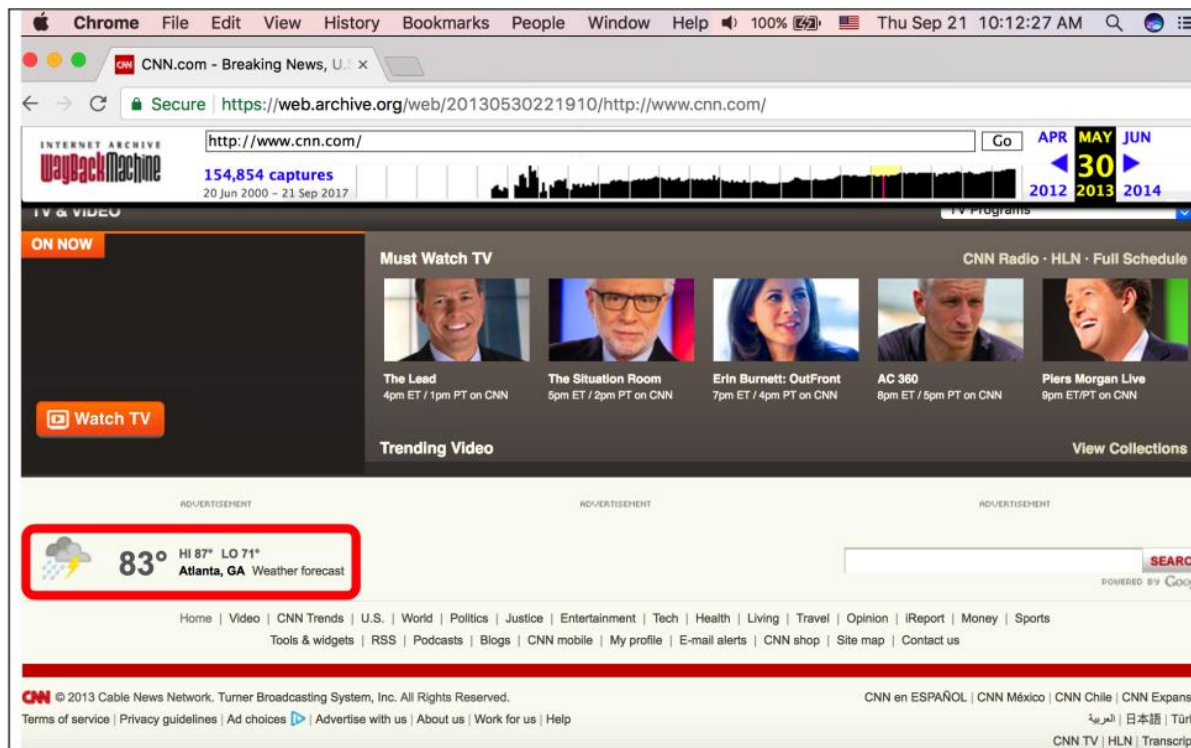 Chrome File Edit View History Bookmarks People Window Help 100% Thu Sep 21 10:12:27 AM
CNN CNN.com - Breaking News, U.S
Secure https://web.archive.org/web/20130530221910/http://www.cnn.com/
INTERNET ARCHIVE
WayBackMachine
http://www.cnn.com/ Go
154,854 captures
20 Jun 2000 – 21 Sep 2017
APR MAY JUN
30
2012 2013 2014
TV & VIDEO TV Programs
ON NOW
Must Watch TV CNN Radio · HLN · Full Schedule
The Lead
4pm ET / 1pm PT on CNN
The Situation Room
5pm ET / 2pm PT on CNN
Erin Burnett: OutFront
7pm ET / 4pm PT on CNN
AC 360
8pm ET / 5pm PT on CNN
Piers Morgan Live
9pm ET/PT on CNN
Watch TV
Trending Video View Collections
ADVERTISEMENT ADVERTISEMENT ADVERTISEMENT
83° HI 87° LO 71°
Atlanta, GA Weather forecast
SEARC
POWERED BY Goog
Home | Video | CNN Trends | U.S. | World | Politics | Justice | Entertainment | Tech | Health | Living | Travel | Opinion | iReport | Money | Sports
Tools & widgets | RSS | Podcasts | Blogs | CNN mobile | My profile | E-mail alerts | CNN shop | Site map | Contact us
CNN © 2013 Cable News Network. Turner Broadcasting System, Inc. All Rights Reserved.
Terms of service | Privacy guidelines | Ad choices | Advertise with us | About us | Work for us | Help
CNN en ESPAÑOL | CNN México | CNN Chile | CNN Expans
العربية | 日本語 | Türk
CNN TV | HLN | Transcrip